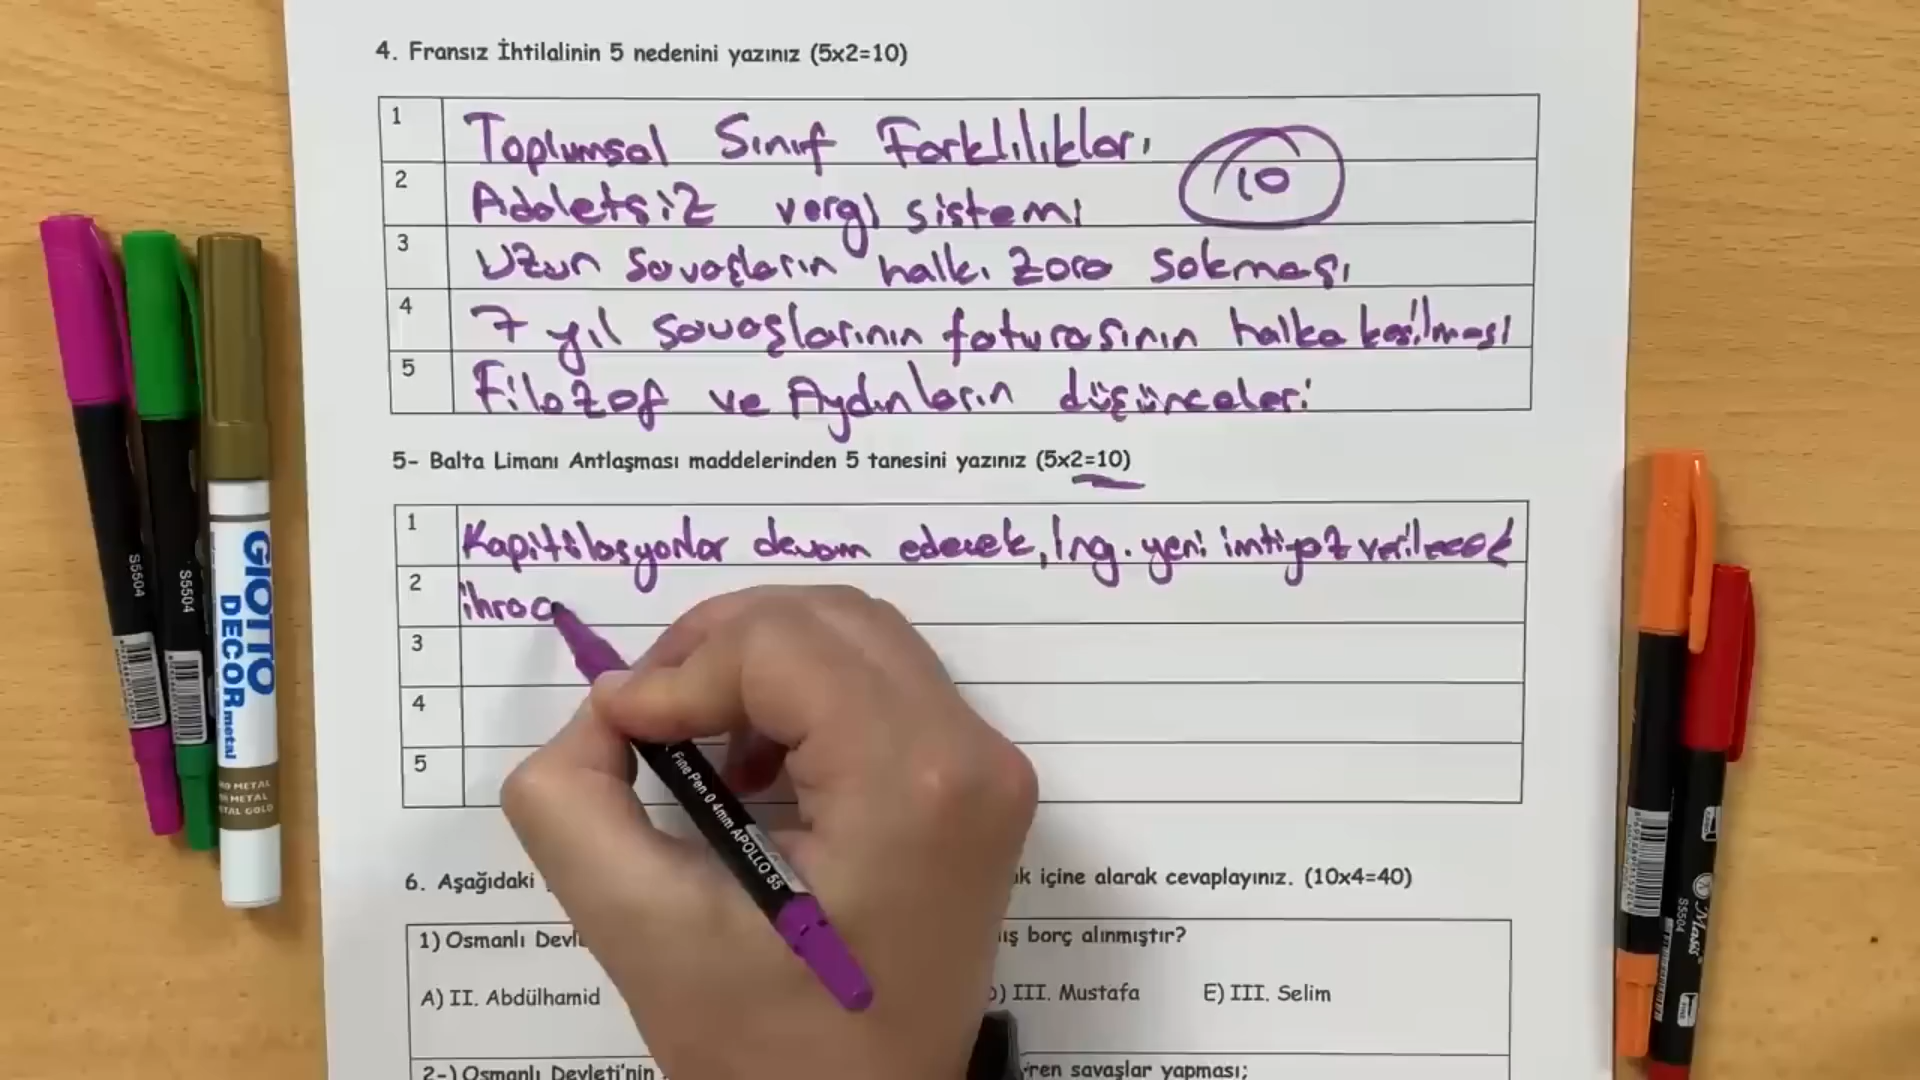 4. Fransız İhtilalinin 5 nedenini yazınız (5x2=10)
1 Toplumsal Sınıf Farklılıkları
10
2 Adaletsiz vergi sistemi
3 Uzun savaşların halkı zora sokması
4 7 yıl savaşlarının faturasının halka kesilmesi
5 Filozof ve Aydınların düşünceleri
5- Balta Limanı Antlaşması maddelerinden 5 tanesini yazınız (5x2=10)
1 Kapitülasyonlar devam edecek, İng. yeni imtiyaz verilecek
2 ihrac
3
4
5
6. Aşağıdaki içine alarak cevaplayınız. (10x4=40)
1) Osmanlı borç alınmıştır?
A) II. Abdülhamid D) III. Mustafa E) III. Selim
2-) Osmanlı Devleti'nin savaşlar yapması;
S5504
S5504
GIOTTO
DECOR metal
Fine Pen 0.4mm APOLLO 55
S5504